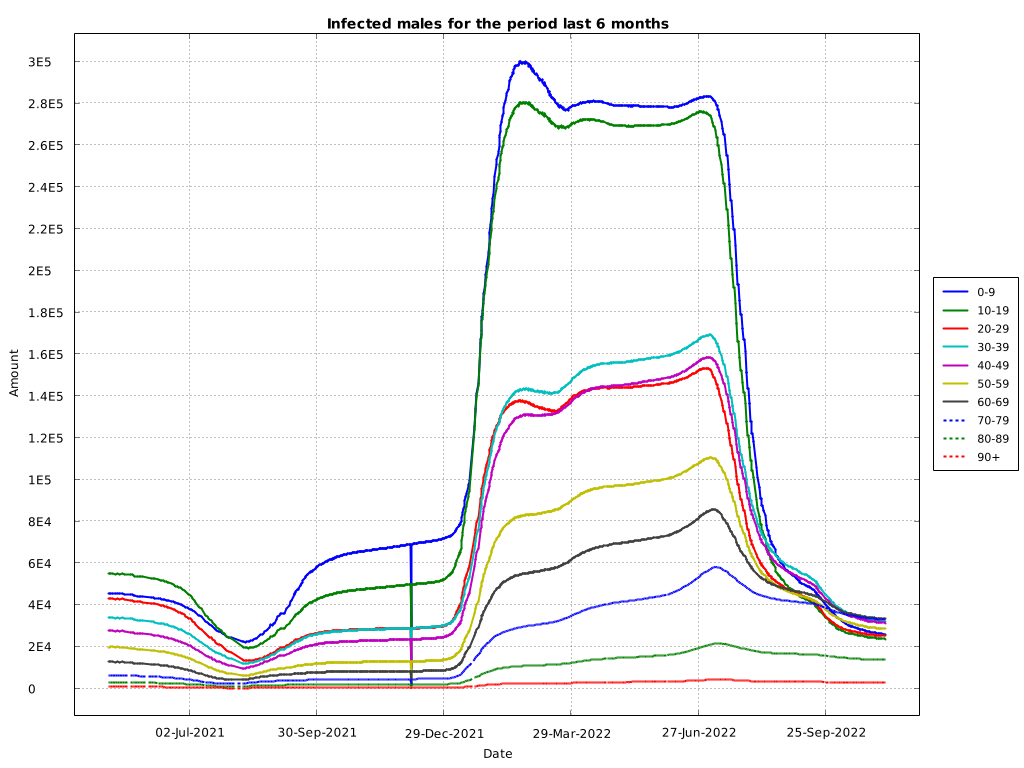 Infected males for the period last 6 months
3E5
2.8E5
2.6E5
2.4E5
2.2E5
2E5
1.8E5
1.6E5
1.4E5
1.2E5
1E5
8E4
6E4
4E4
2E4
0
Amount
02-Jul-2021
30-Sep-2021
29-Dec-2021
29-Mar-2022
27-Jun-2022
25-Sep-2022
Date
0-9
10-19
20-29
30-39
40-49
50-59
60-69
70-79
80-89
90+